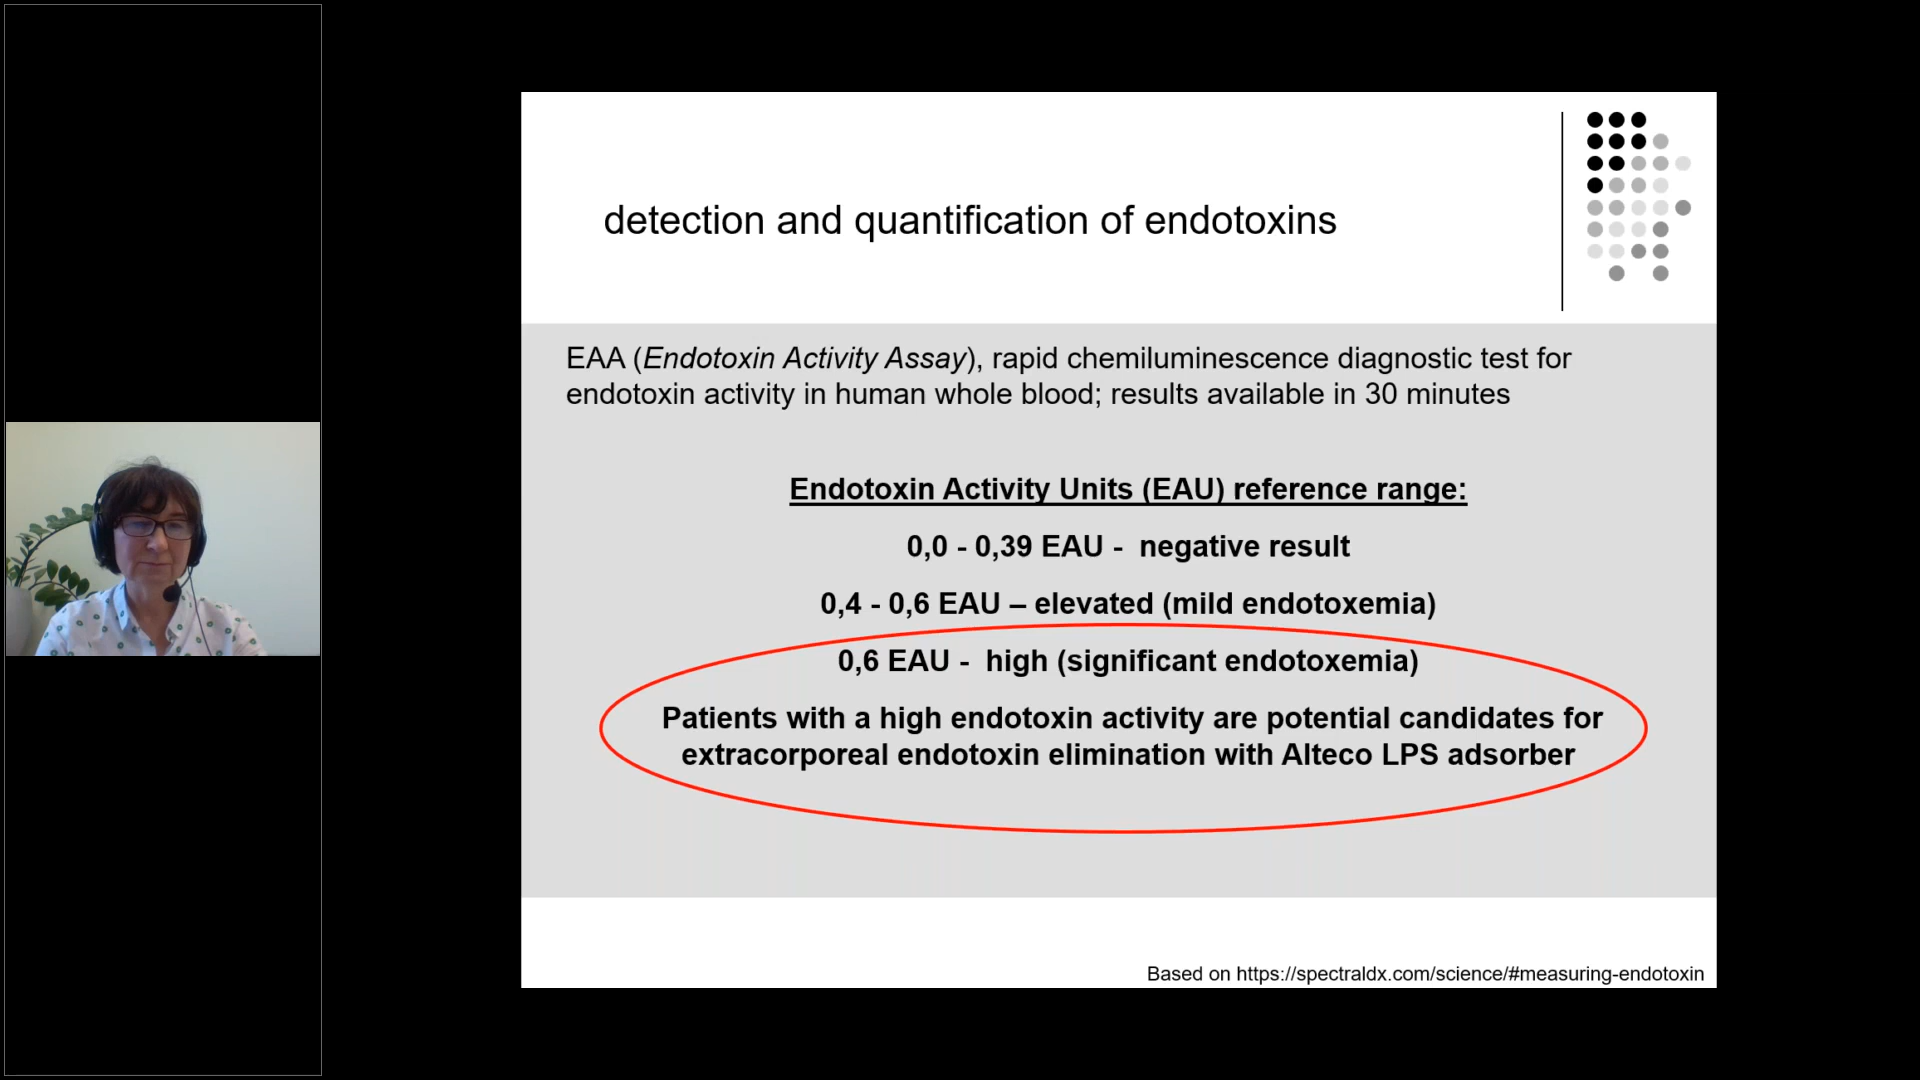 detection and quantification of endotoxins
EAA (Endotoxin Activity Assay), rapid chemiluminescence diagnostic test for
endotoxin activity in human whole blood; results available in 30 minutes
Endotoxin Activity Units (EAU) reference range:
0,0 - 0,39 EAU - negative result
0,4 - 0,6 EAU – elevated (mild endotoxemia)
0,6 EAU - high (significant endotoxemia)
Patients with a high endotoxin activity are potential candidates for
extracorporeal endotoxin elimination with Alteco LPS adsorber
Based on https://spectraldx.com/science/#measuring-endotoxin